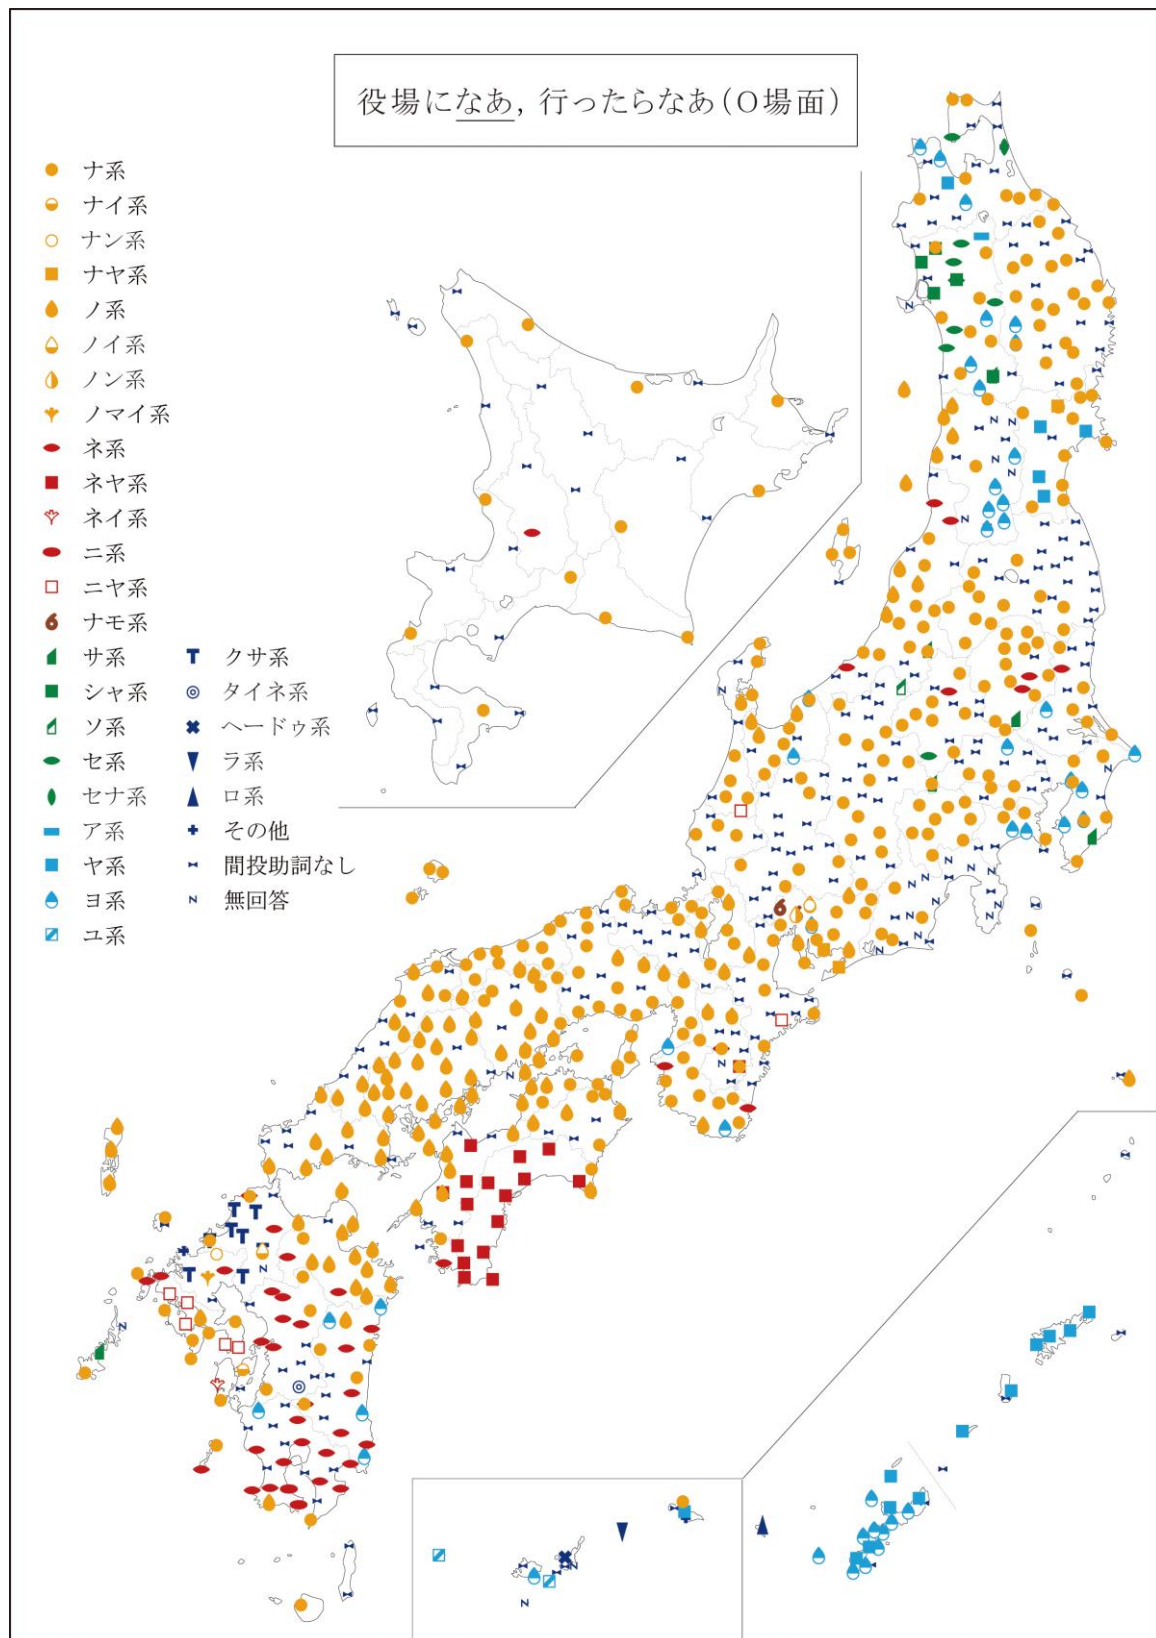 役場になあ，行ったらなあ（O場面）
ナ系
ナイ系
ナン系
ナヤ系
ノ系
ノイ系
ノン系
ノマイ系
ネ系
ネヤ系
ネイ系
ニ系
ニヤ系
ナモ系
サ系
シャ系
ソ系
セ系
セナ系
ア系
ヤ系
ヨ系
ユ系
クサ系
タイネ系
ヘードゥ系
ラ系
ロ系
その他
間投助詞なし
無回答